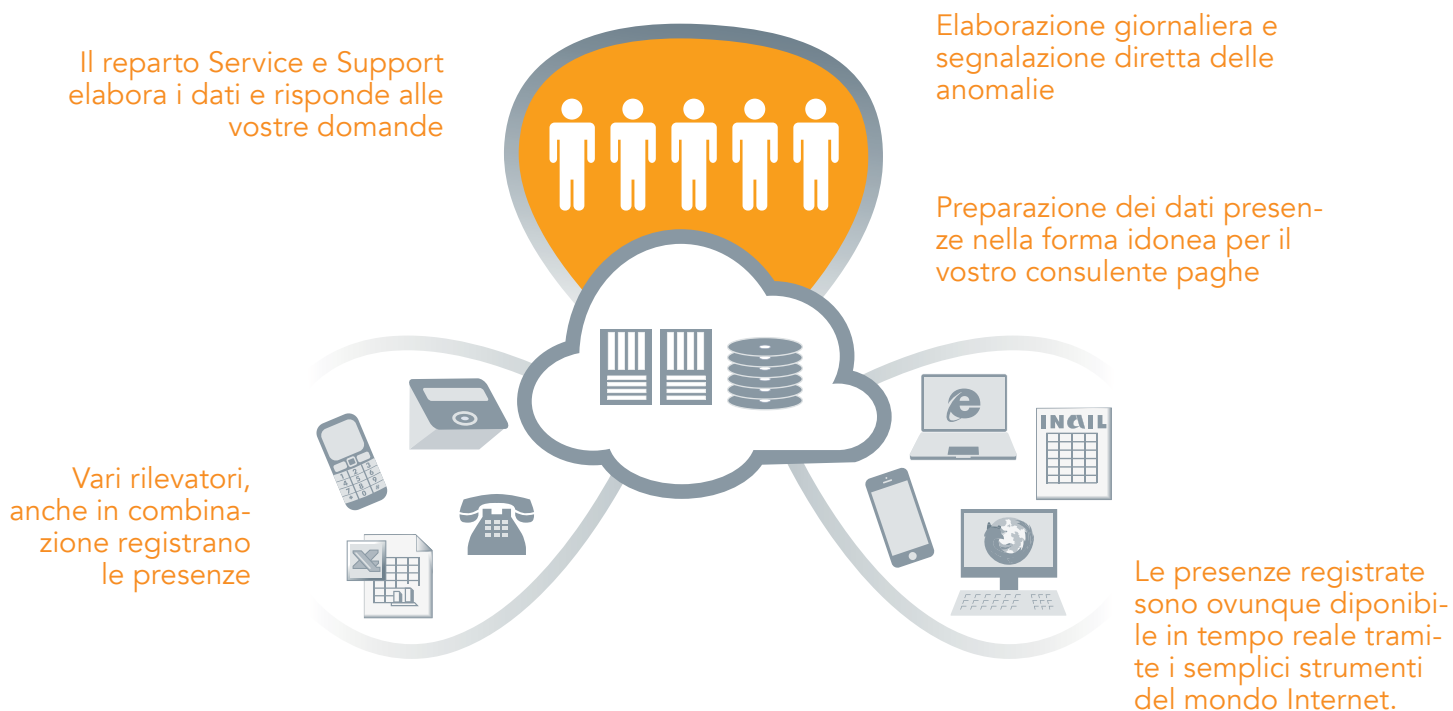 Il reparto Service e Support
elabora i dati e risponde alle
vostre domande
Elaborazione giornaliera e
segnalazione diretta delle
anomalie
Preparazione dei dati presen-
ze nella forma idonea per il
vostro consulente paghe
INAIL
Vari rilevatori,
anche in combina-
zione registrano
le presenze
Le presenze registrate
sono ovunque diponibi-
le in tempo reale trami-
te i semplici strumenti
del mondo Internet.